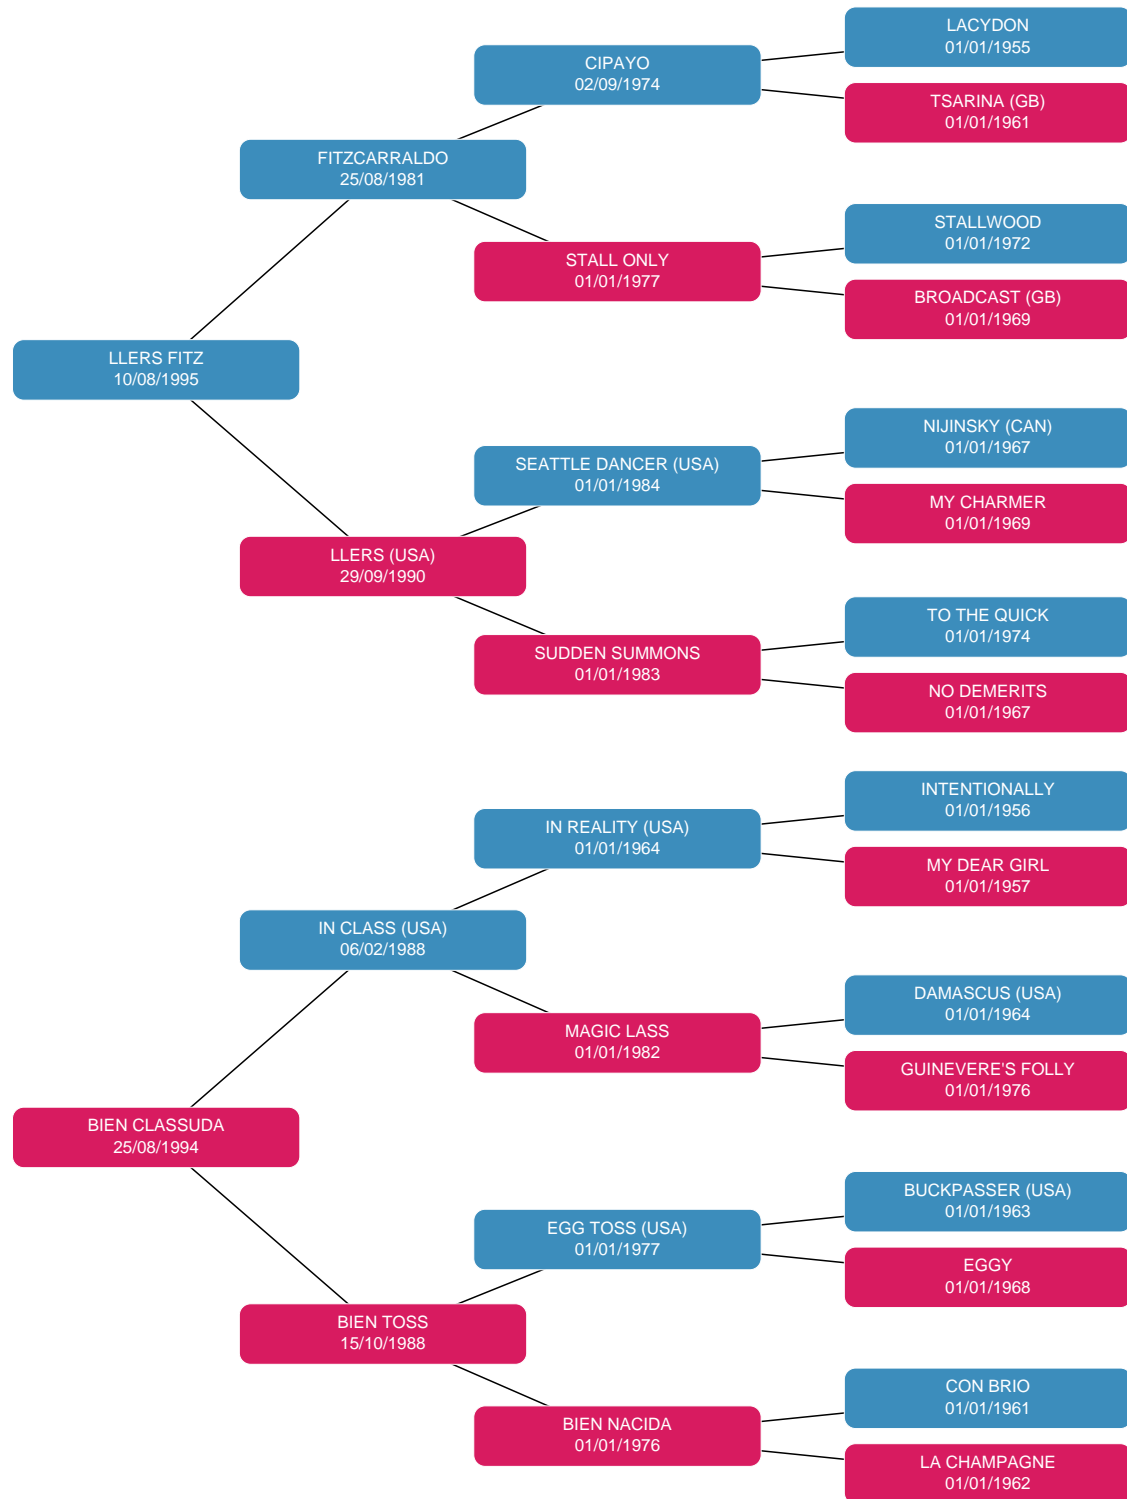 LACYDON
01/01/1955
CIPAYO
02/09/1974
TSARINA (GB)
01/01/1961
FITZCARRALDO
25/08/1981
STALLWOOD
01/01/1972
STALL ONLY
01/01/1977
BROADCAST (GB)
01/01/1969
LLERS FITZ
10/08/1995
NIJINSKY (CAN)
01/01/1967
SEATTLE DANCER (USA)
01/01/1984
MY CHARMER
01/01/1969
LLERS (USA)
29/09/1990
TO THE QUICK
01/01/1974
SUDDEN SUMMONS
01/01/1983
NO DEMERITS
01/01/1967
INTENTIONALLY
01/01/1956
IN REALITY (USA)
01/01/1964
MY DEAR GIRL
01/01/1957
IN CLASS (USA)
06/02/1988
DAMASCUS (USA)
01/01/1964
MAGIC LASS
01/01/1982
GUINEVERE'S FOLLY
01/01/1976
BIEN CLASSUDA
25/08/1994
BUCKPASSER (USA)
01/01/1963
EGG TOSS (USA)
01/01/1977
EGGY
01/01/1968
BIEN TOSS
15/10/1988
CON BRIO
01/01/1961
BIEN NACIDA
01/01/1976
LA CHAMPAGNE
01/01/1962